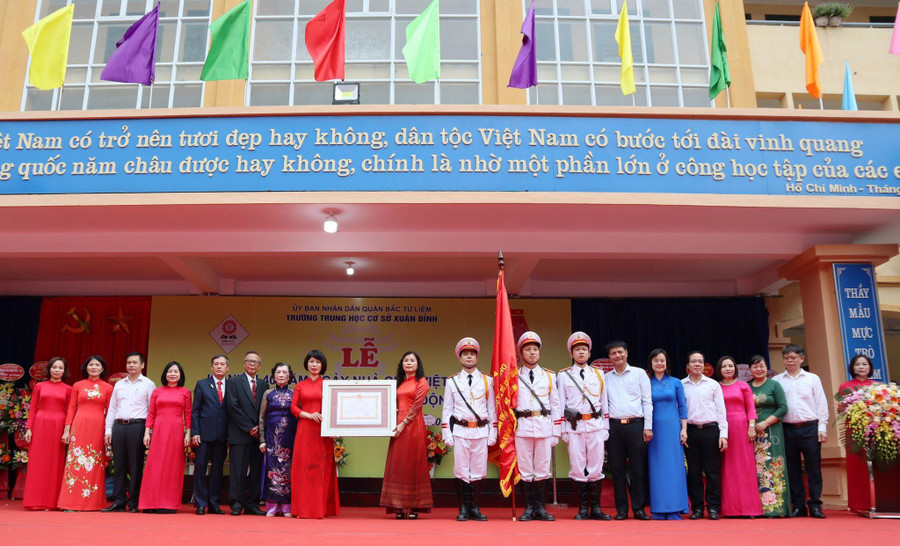 ệt Nam có trở nên tươi đẹp hay không, dân tộc Việt Nam có bước tới đài vinh quang
ng quốc năm châu được hay không, chính là nhờ một phần lớn ở công học tập của các e
Hồ Chí Minh - Tháng
ỦY BAN NHÂN DÂN QUẬN BẮC TỪ LIÊM
TRƯỜNG TRUNG HỌC CƠ SỞ XUÂN ĐỈNH
LỄ
THẦY
MẪU
MỰC
TRÒ